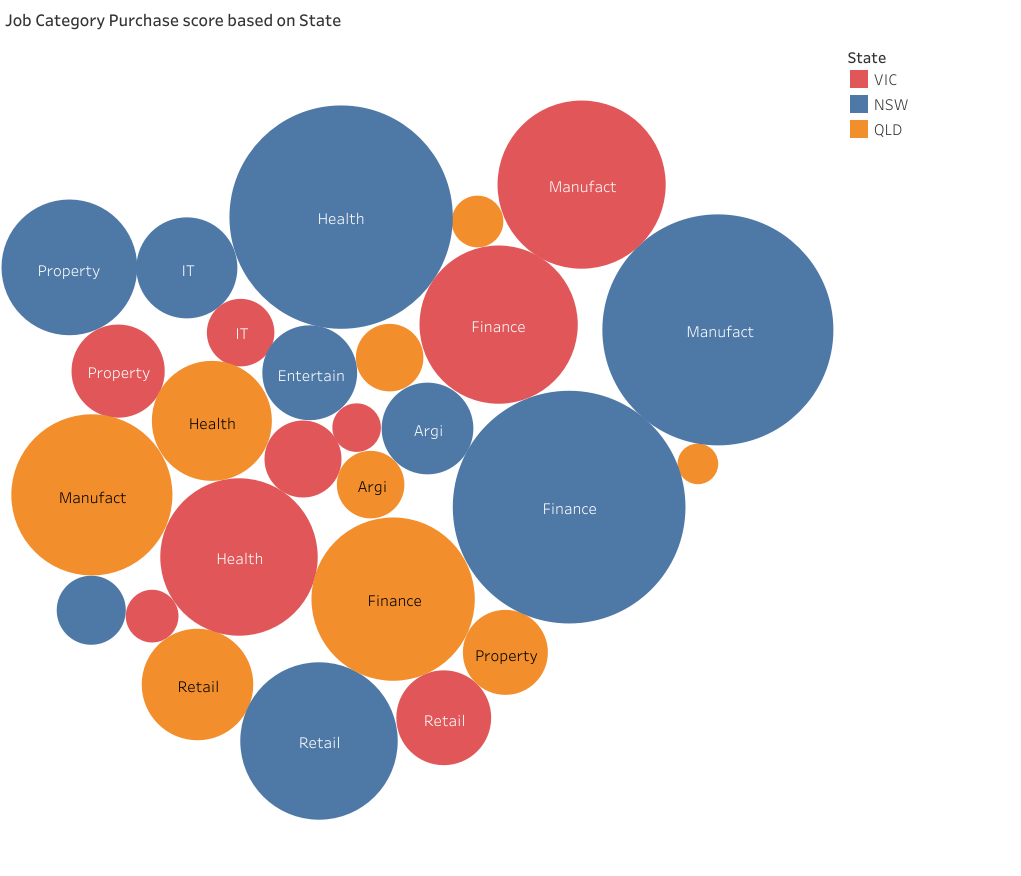 Job Category Purchase score based on State
State
VIC
NSW
QLD
Manufact
Health
Property
IT
Finance
Manufact
IT
Property
Entertain
Health
Argi
Argi
Manufact
Finance
Health
Finance
Property
Retail
Retail
Retail